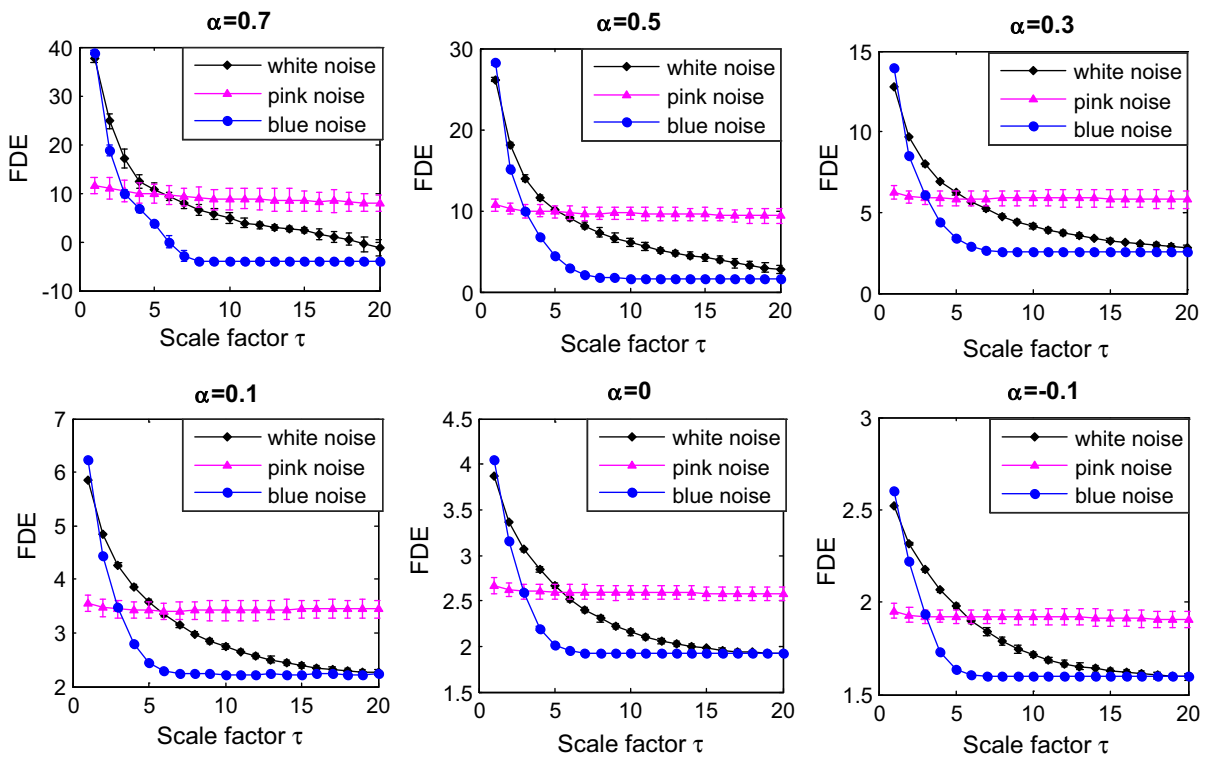 α=0.7
40
30
20
10
0
-10
FDE
white noise
pink noise
blue noise
0
5
10
15
20
Scale factor τ
α=0.5
30
20
10
0
FDE
white noise
pink noise
blue noise
0
5
10
15
20
Scale factor τ
α=0.3
15
10
5
0
FDE
white noise
pink noise
blue noise
0
5
10
15
20
Scale factor τ
α=0.1
7
6
5
4
3
2
FDE
white noise
pink noise
blue noise
0
5
10
15
20
Scale factor τ
α=0
4.5
4
3.5
3
2.5
2
1.5
FDE
white noise
pink noise
blue noise
0
5
10
15
20
Scale factor τ
α=-0.1
3
2.5
2
1.5
FDE
white noise
pink noise
blue noise
0
5
10
15
20
Scale factor τ